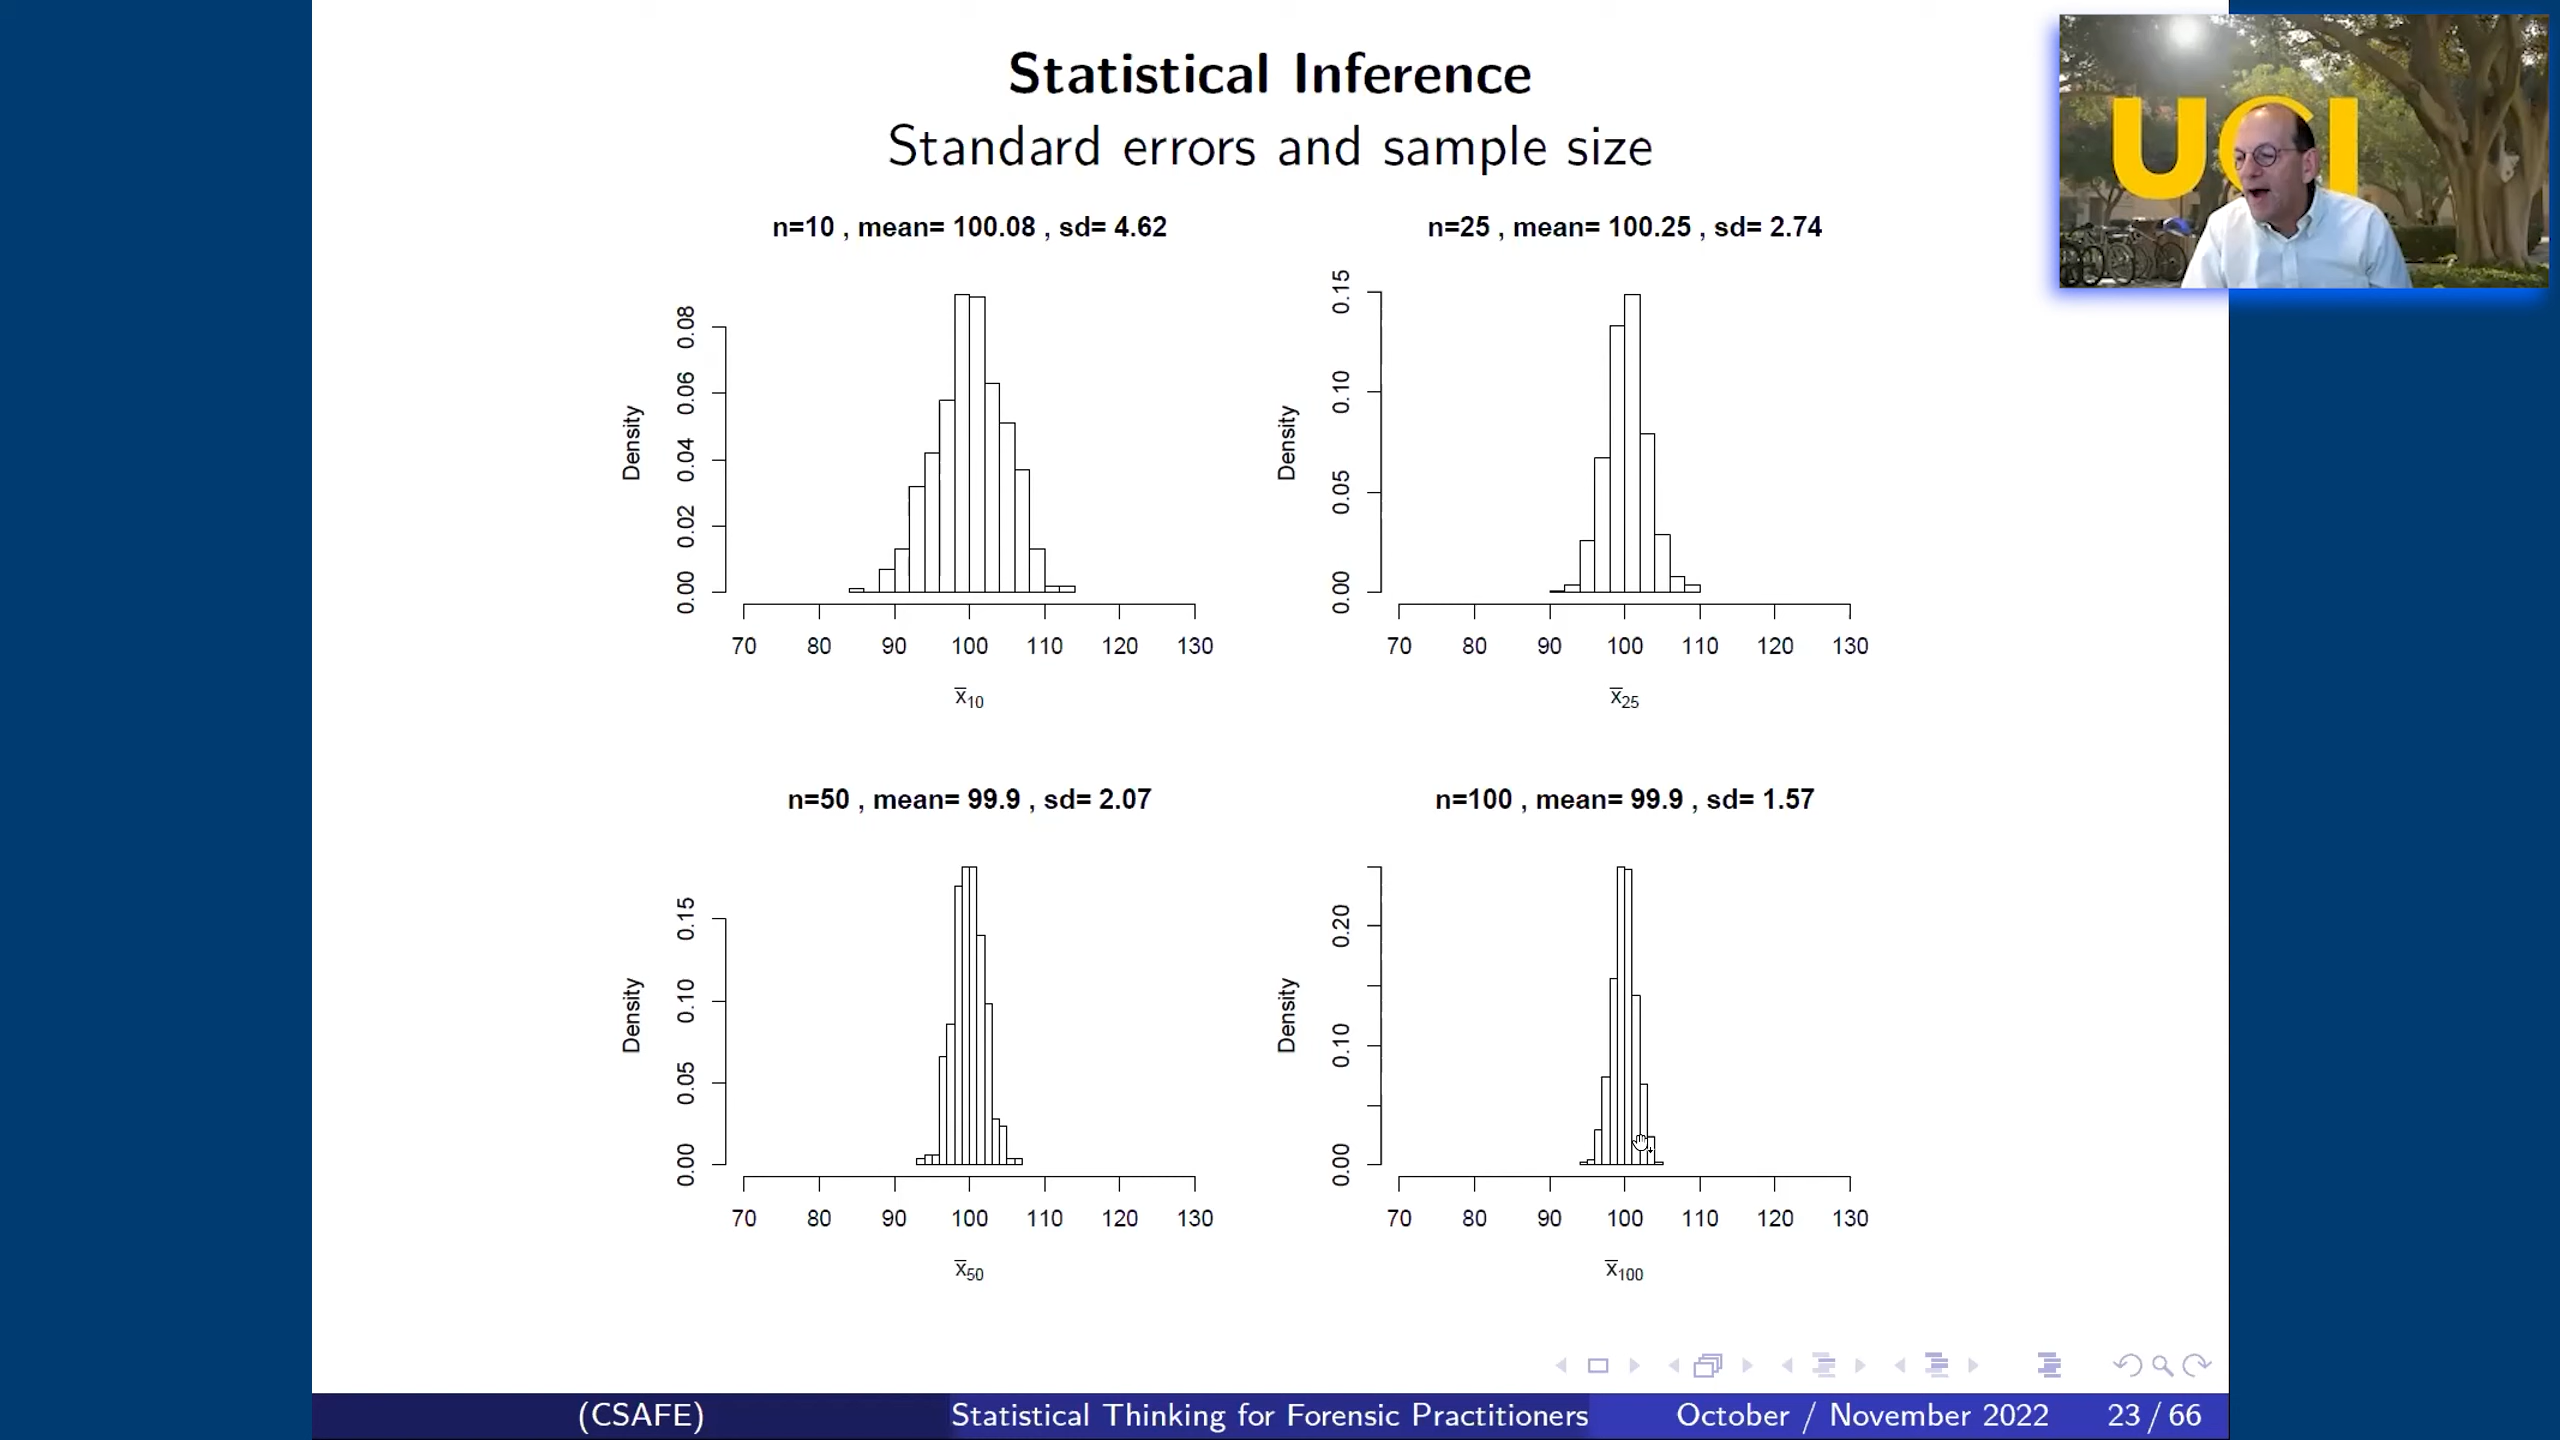 Statistical Inference
Standard errors and sample size
UCI
n=10 , mean= 100.08 , sd= 4.62
Density
0.00 0.02 0.04 0.06 0.08
70 80 90 100 110 120 130
x̅10
n=25 , mean= 100.25 , sd= 2.74
Density
0.00 0.05 0.10 0.15
70 80 90 100 110 120 130
x̅25
n=50 , mean= 99.9 , sd= 2.07
Density
0.00 0.05 0.10 0.15
70 80 90 100 110 120 130
x̅50
n=100 , mean= 99.9 , sd= 1.57
Density
0.00 0.10 0.20
70 80 90 100 110 120 130
x̅100
(CSAFE) Statistical Thinking for Forensic Practitioners October / November 2022 23 / 66